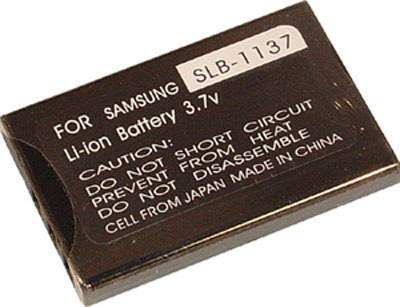 FOR SAMSUNG SLB-1137
Li-ion Battery 3.7v
CAUTION:
DO NOT SHORT CIRCUIT
PREVENT FROM HEAT
DO NOT DISASSEMBLE
CELL FROM JAPAN MADE IN CHINA